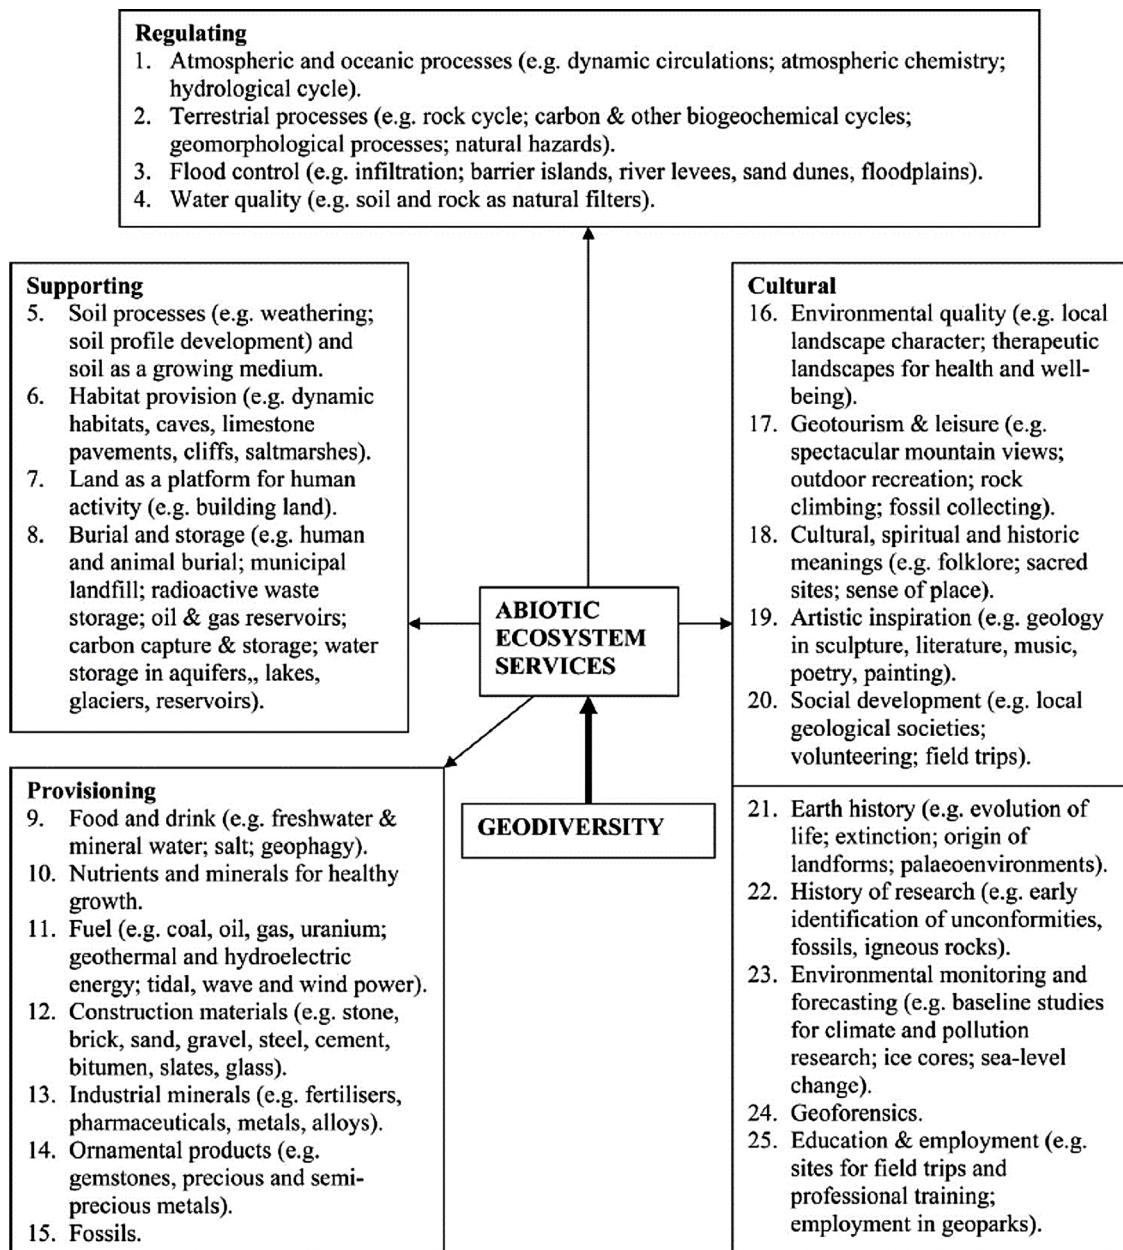 Regulating
1. Atmospheric and oceanic processes (e.g. dynamic circulations; atmospheric chemistry;
hydrological cycle).
2. Terrestrial processes (e.g. rock cycle; carbon & other biogeochemical cycles;
geomorphological processes; natural hazards).
3. Flood control (e.g. infiltration; barrier islands, river levees, sand dunes, floodplains).
4. Water quality (e.g. soil and rock as natural filters).
Supporting
5. Soil processes (e.g. weathering;
soil profile development) and
soil as a growing medium.
6. Habitat provision (e.g. dynamic
habitats, caves, limestone
pavements, cliffs, saltmarshes).
7. Land as a platform for human
activity (e.g. building land).
8. Burial and storage (e.g. human
and animal burial; municipal
landfill; radioactive waste
storage; oil & gas reservoirs;
carbon capture & storage; water
storage in aquifers,, lakes,
glaciers, reservoirs).
ABIOTIC
ECOSYSTEM
SERVICES
GEODIVERSITY
Provisioning
9. Food and drink (e.g. freshwater &
mineral water; salt; geophagy).
10. Nutrients and minerals for healthy
growth.
11. Fuel (e.g. coal, oil, gas, uranium;
geothermal and hydroelectric
energy; tidal, wave and wind power).
12. Construction materials (e.g. stone,
brick, sand, gravel, steel, cement,
bitumen, slates, glass).
13. Industrial minerals (e.g. fertilisers,
pharmaceuticals, metals, alloys).
14. Ornamental products (e.g.
gemstones, precious and semi-
precious metals).
15. Fossils.
Cultural
16. Environmental quality (e.g. local
landscape character; therapeutic
landscapes for health and well-
being).
17. Geotourism & leisure (e.g.
spectacular mountain views;
outdoor recreation; rock
climbing; fossil collecting).
18. Cultural, spiritual and historic
meanings (e.g. folklore; sacred
sites; sense of place).
19. Artistic inspiration (e.g. geology
in sculpture, literature, music,
poetry, painting).
20. Social development (e.g. local
geological societies;
volunteering; field trips).
21. Earth history (e.g. evolution of
life; extinction; origin of
landforms; palaeoenvironments).
22. History of research (e.g. early
identification of unconformities,
fossils, igneous rocks).
23. Environmental monitoring and
forecasting (e.g. baseline studies
for climate and pollution
research; ice cores; sea-level
change).
24. Geoforensics.
25. Education & employment (e.g.
sites for field trips and
professional training;
employment in geoparks).